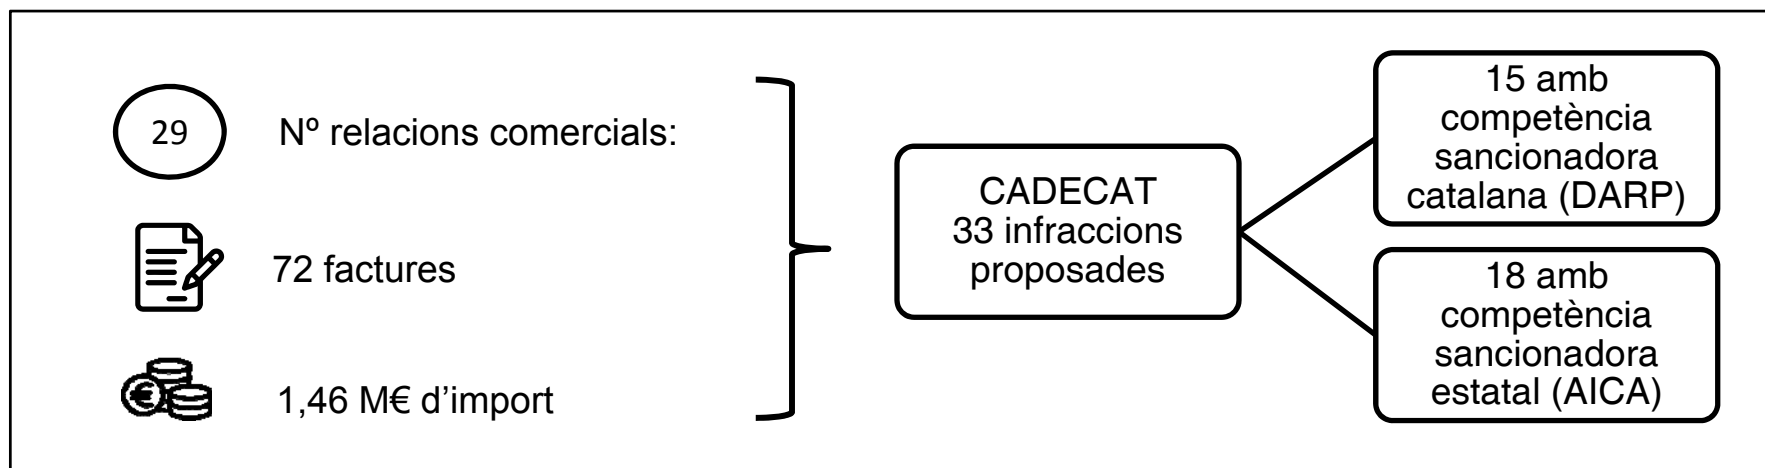 29
Nº relacions comercials:
72 factures
€
1,46 M€ d’import
CADECAT
33 infraccions
proposades
15 amb
competència
sancionadora
catalana (DARP)
18 amb
competència
sancionadora
estatal (AICA)